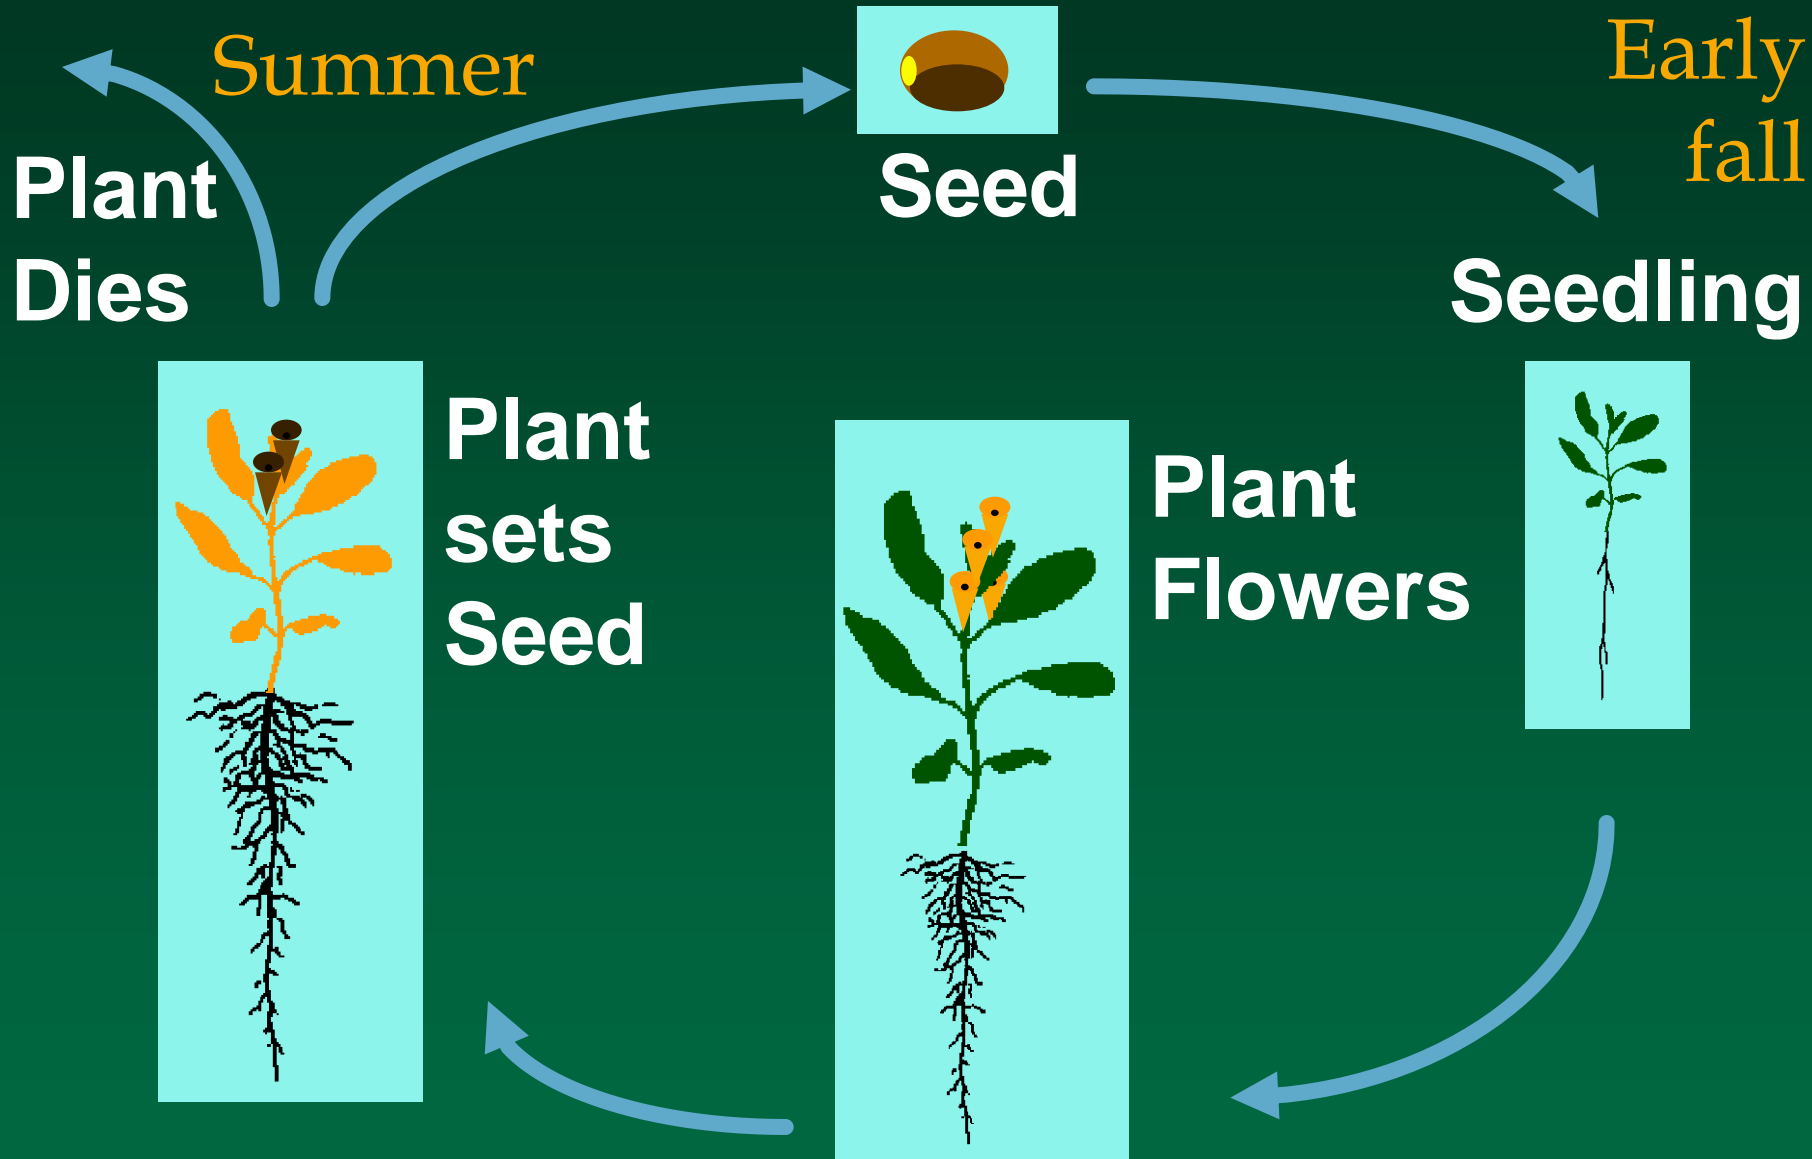 Summer
Early
fall
Plant
Dies
Seed
Seedling
Plant
sets
Seed
Plant
Flowers